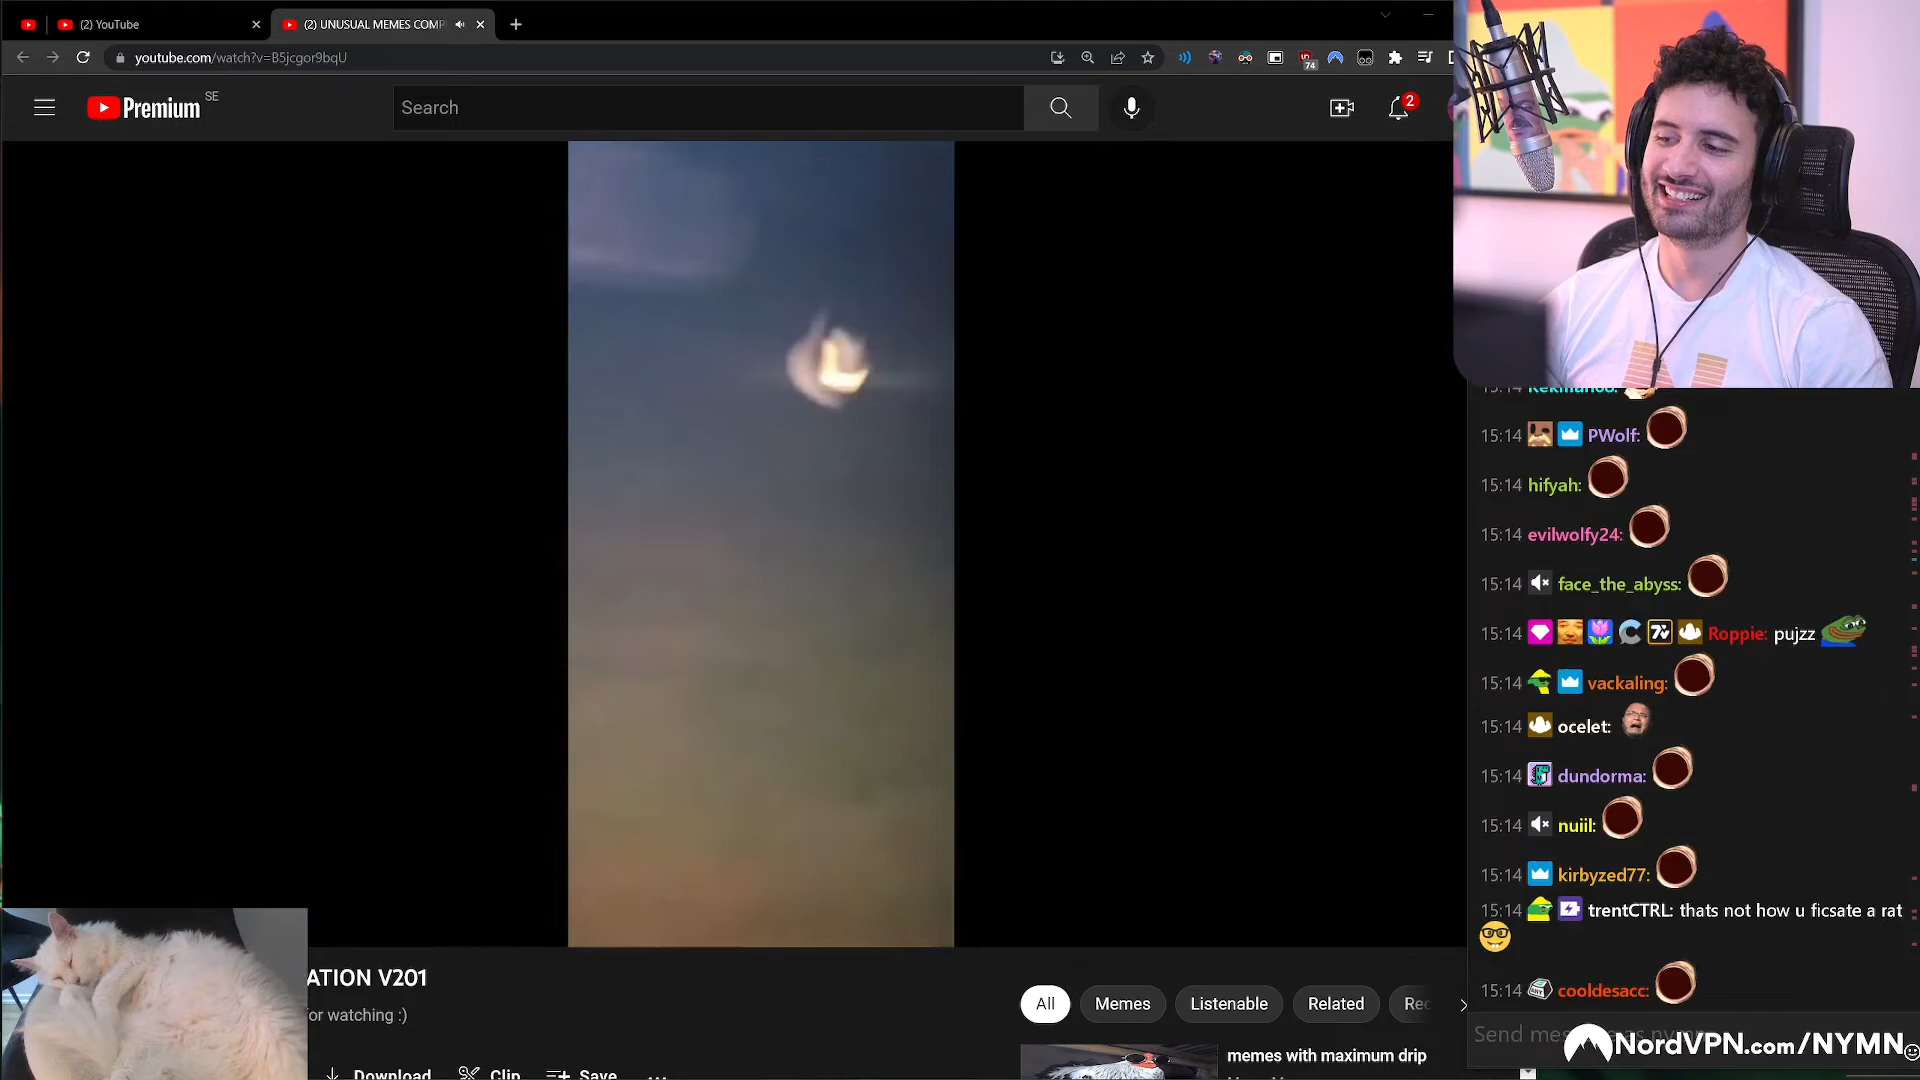 (2) YouTube
(2) UNUSUAL MEMES COMP
youtube.com/watch?v=B5jcgor9bqU
74
Premium SE
Search
2
15:14 PWolf:
15:14 hifyah:
15:14 evilwolfy24:
15:14 face_the_abyss:
15:14 Roppie: pujzz
15:14 vackaling:
15:14 ocelet:
15:14 dundorma:
15:14 nuiil:
15:14 kirbyzed77:
15:14 trentCTRL: thats not how u ficsate a rat
15:14 cooldesacc:
NordVPN.com/NYMN
ATION V201
for watching :)
Download
Clip
Save
All
Memes
Listenable
Related
Rec
memes with maximum drip